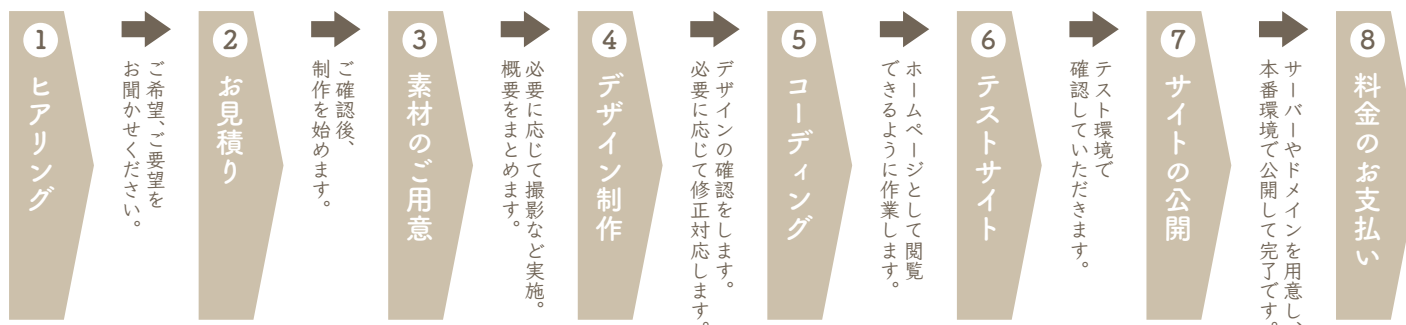 1
ヒアリング
ご希望、ご要望を
お聞かせください。
2
お見積り
ご確認後、
制作を始めます。
3
素材のご用意
必要に応じて撮影など実施。
概要をまとめます。
4
デザイン制作
デザインの確認をします。
必要に応じて修正対応します。
5
コーディング
ホームページとして閲覧
できるように作業します。
6
テストサイト
テスト環境で
確認していただきます。
7
サイトの公開
サーバーやドメインを用意し、
本番環境で公開して完了です。
8
料金のお支払い